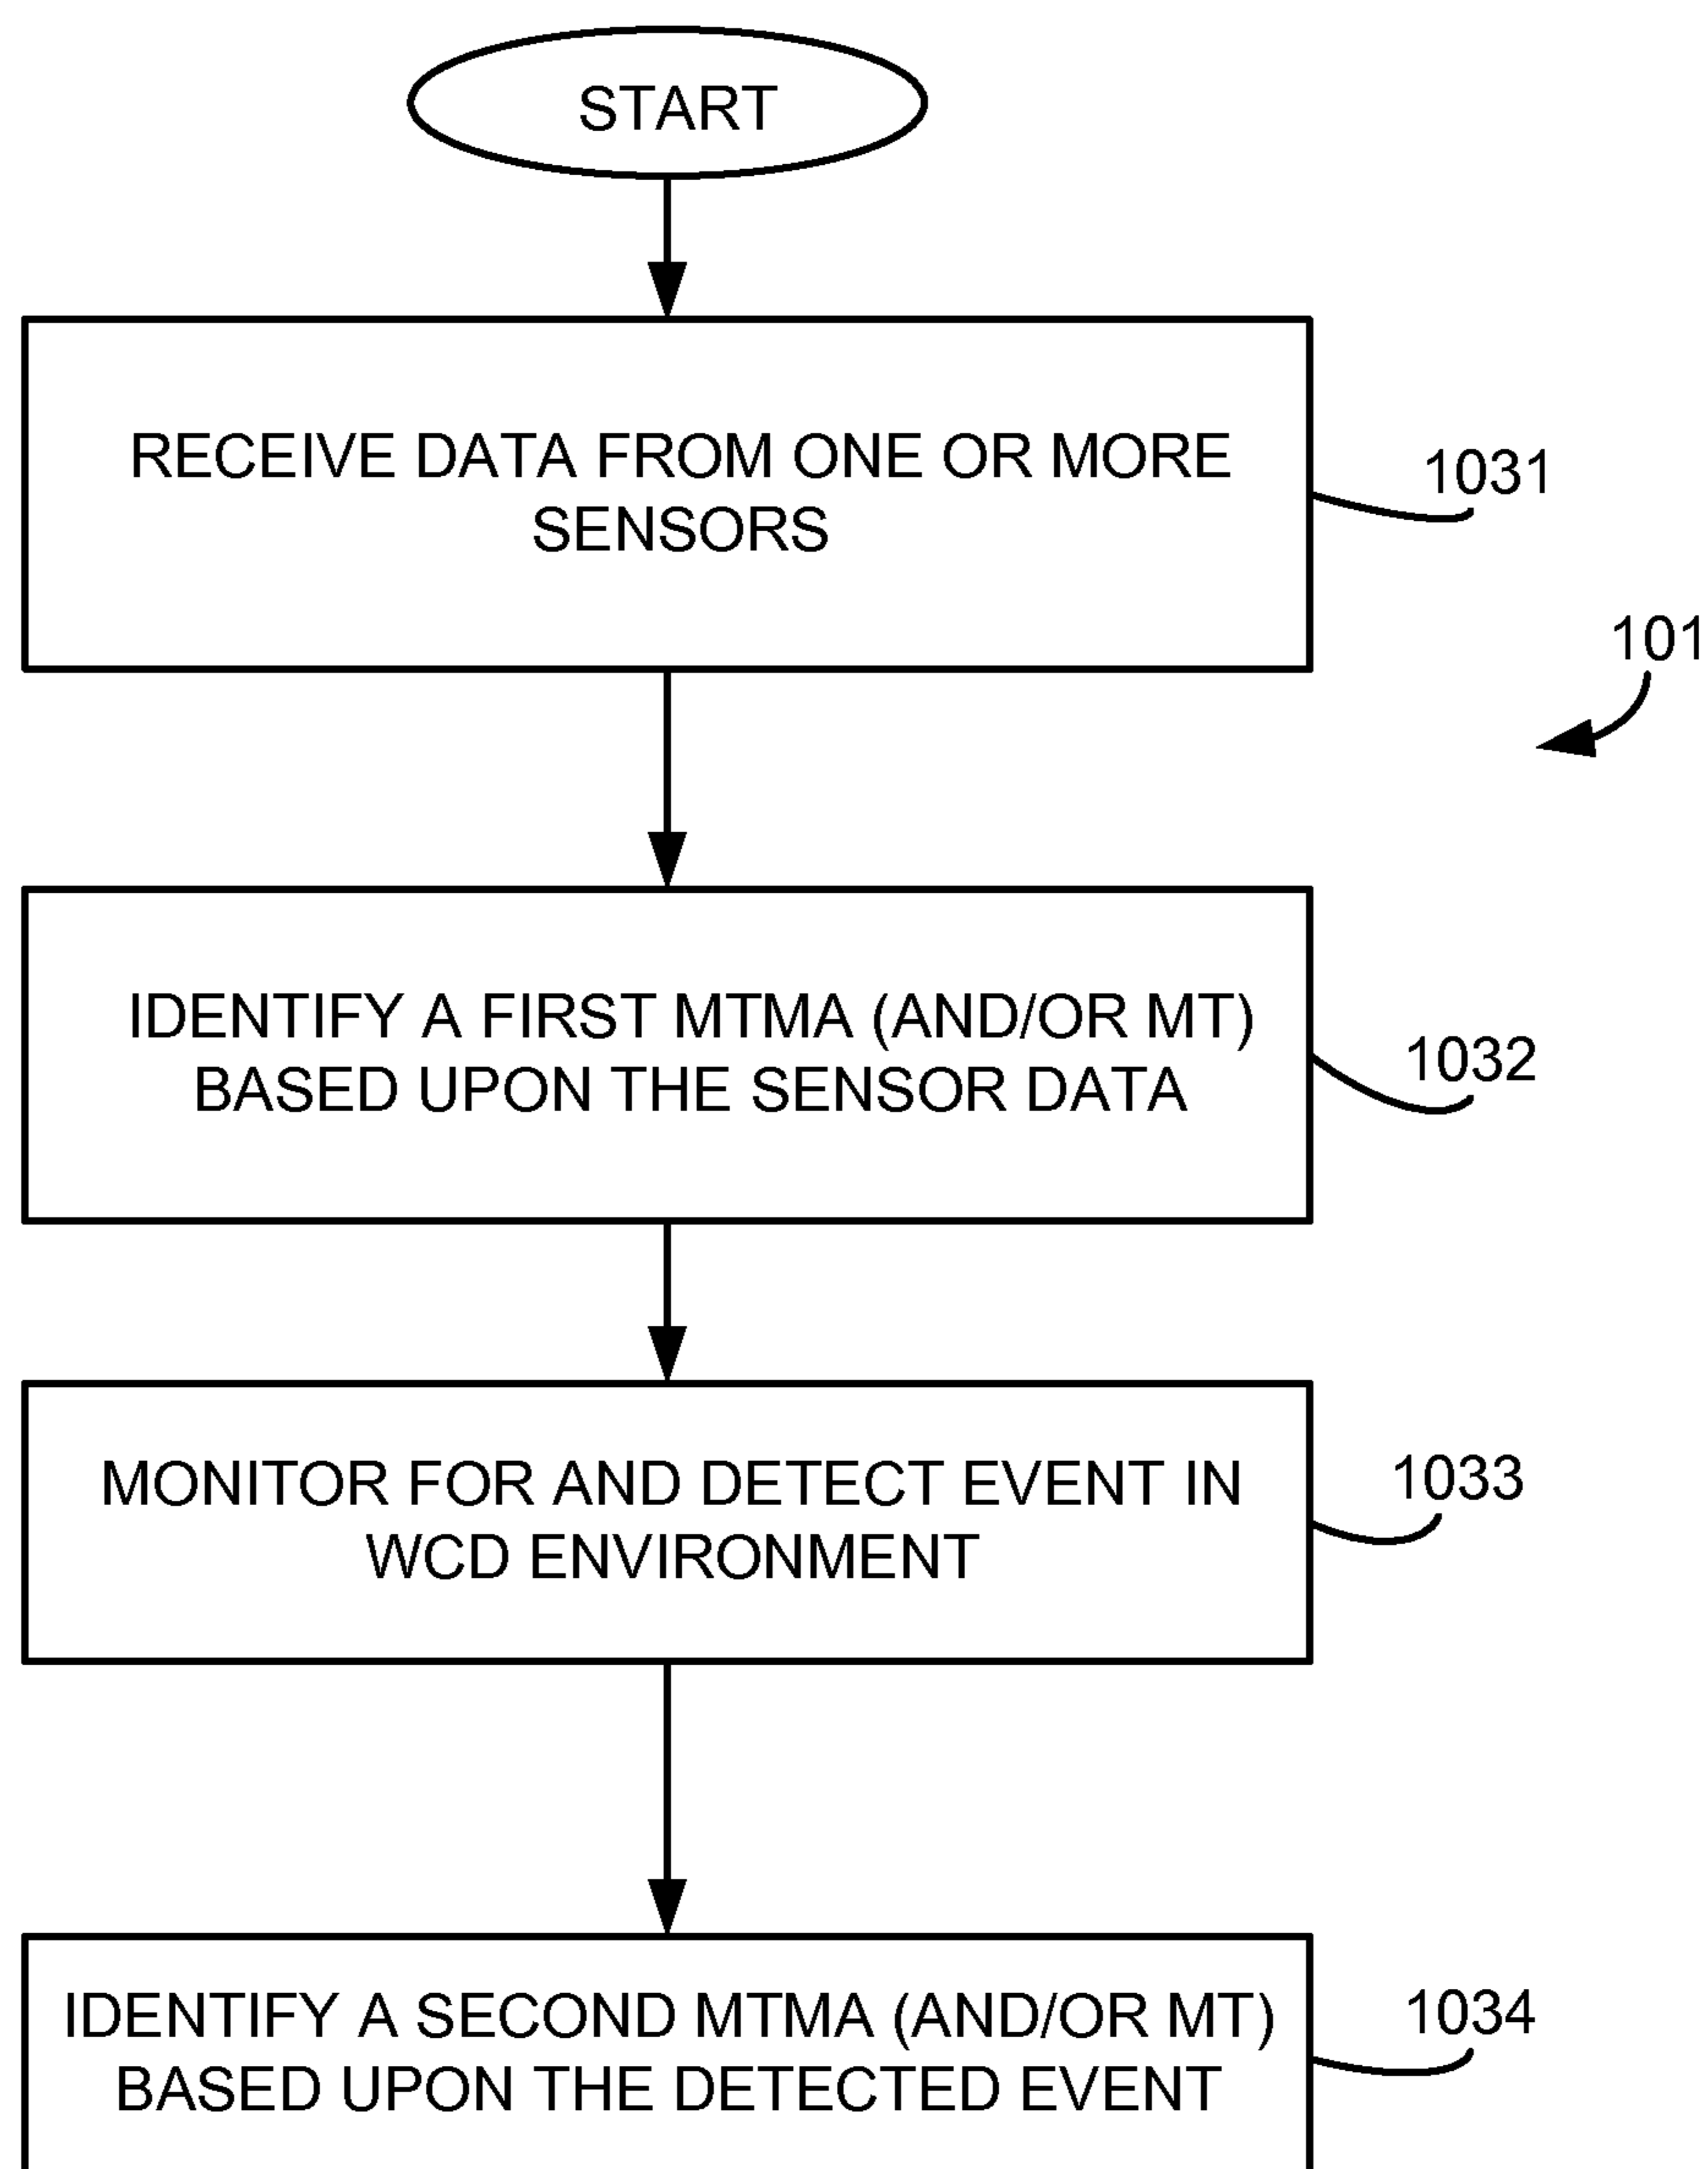 START
RECEIVE DATA FROM ONE OR MORE
SENSORS
1031
101
IDENTIFY A FIRST MTMA (AND/OR MT)
BASED UPON THE SENSOR DATA
1032
MONITOR FOR AND DETECT EVENT IN
WCD ENVIRONMENT
1033
IDENTIFY A SECOND MTMA (AND/OR MT)
BASED UPON THE DETECTED EVENT
1034